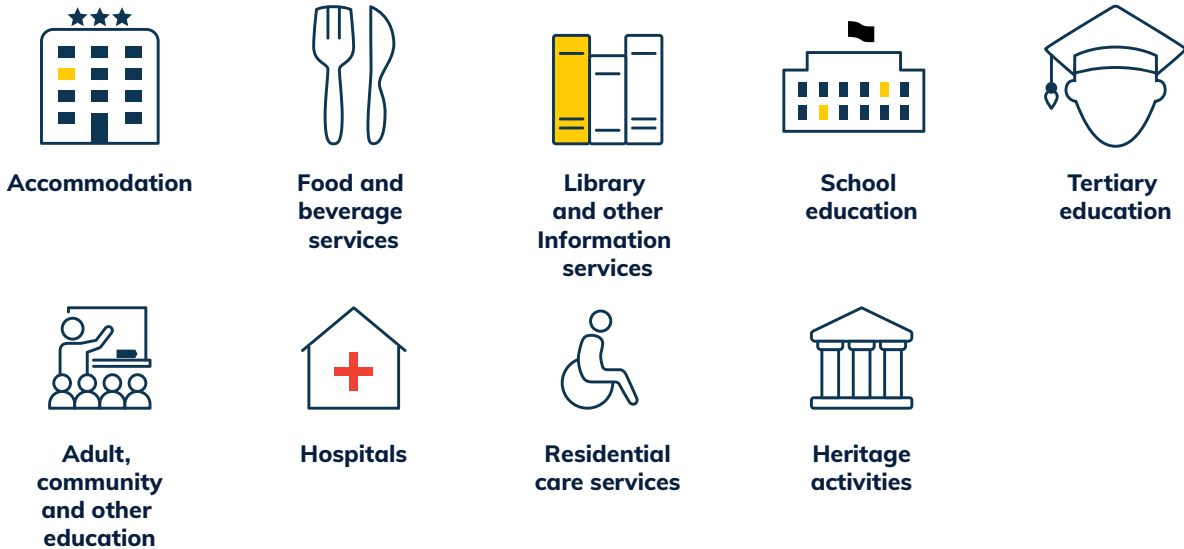 Accommodation
Food and
beverage
services
Library
and other
Information
services
School
education
Tertiary
education
Adult,
community
and other
education
Hospitals
Residential
care services
Heritage
activities